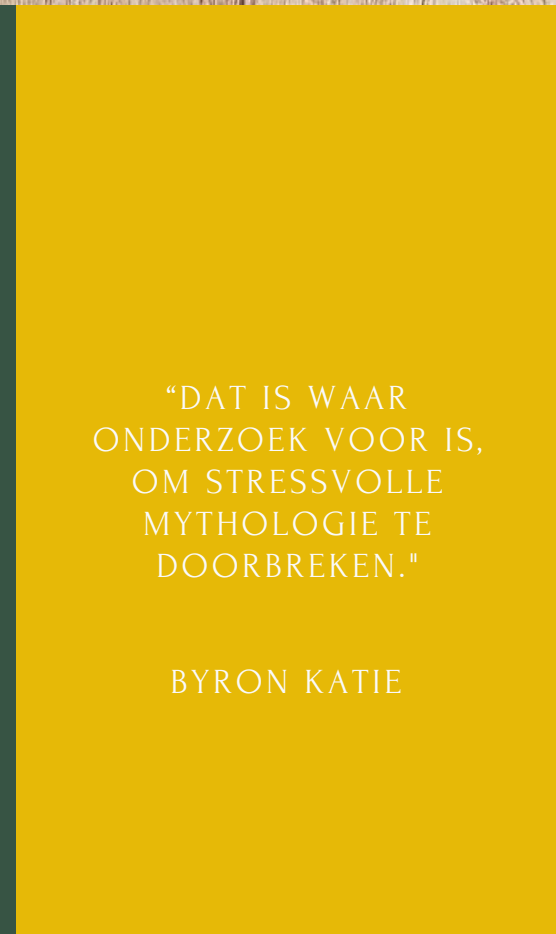 “DAT IS WAAR
ONDERZOEK VOOR IS,
OM STRESSVOLLE
MYTHOLOGIE TE
DOORBREKEN."
BYRON KATIE